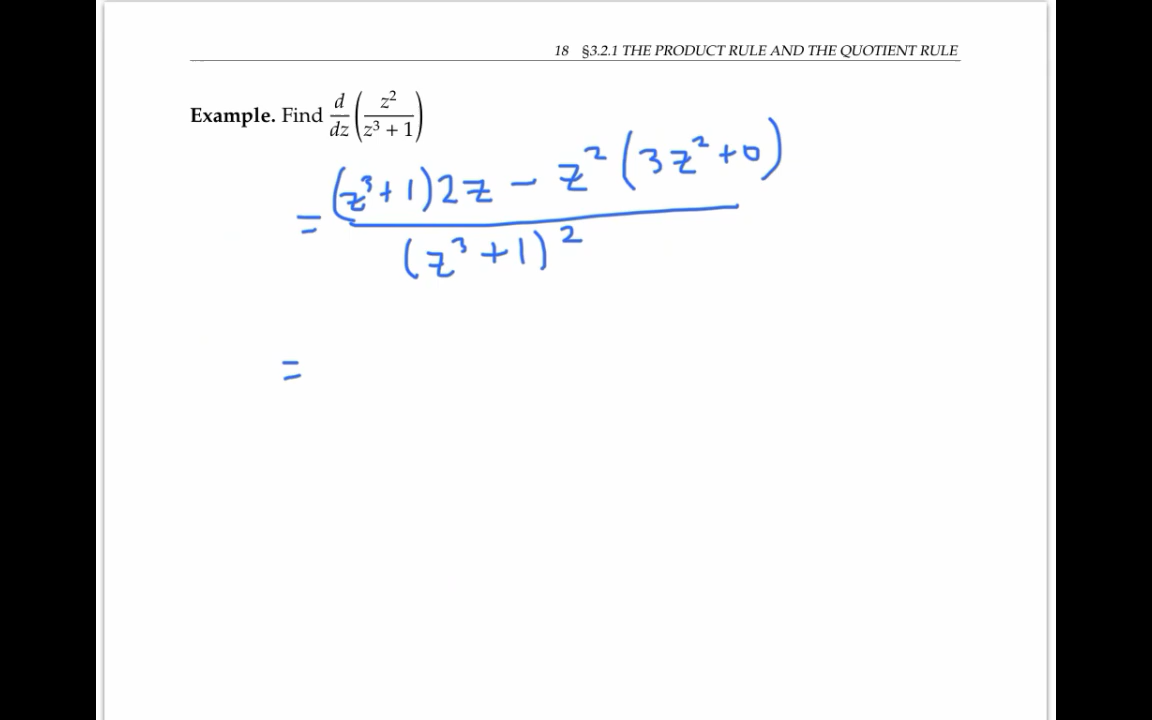 18 §3.2.1 THE PRODUCT RULE AND THE QUOTIENT RULE
Example. Find d/dz (z²/(z³ + 1))
= ((z³+1)2z − z²(3z²+0))/(z³+1)²
=